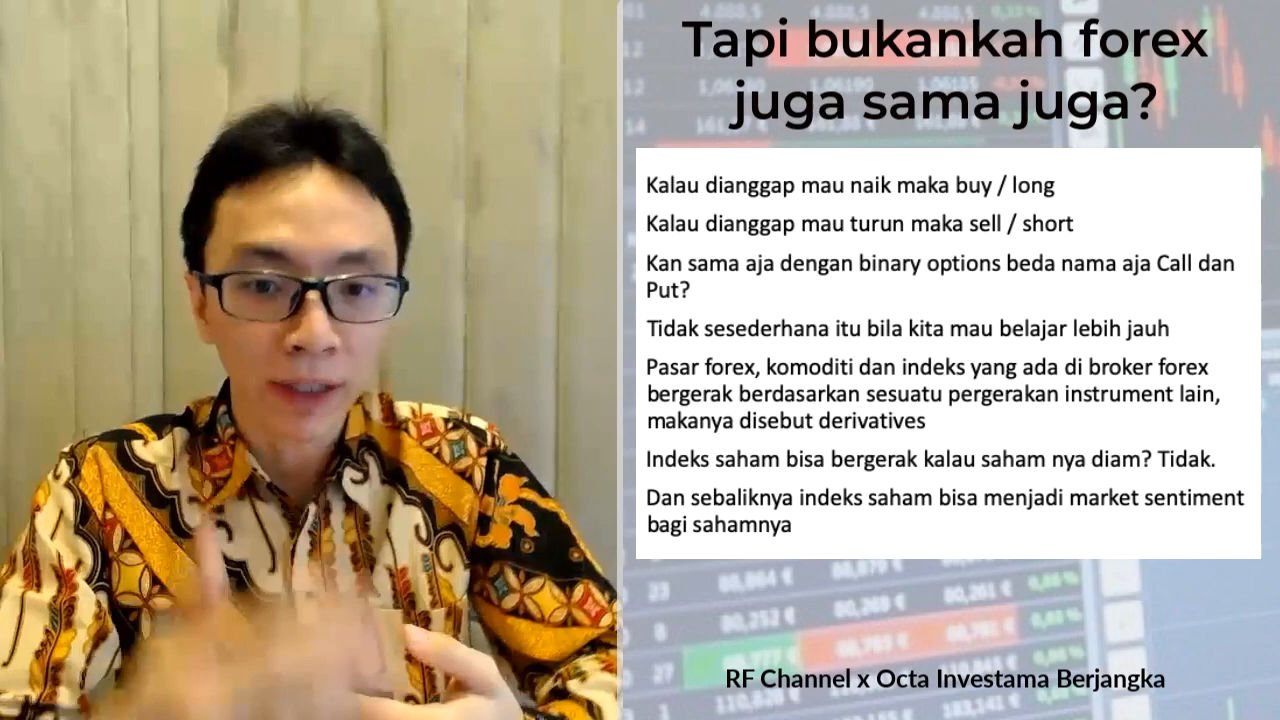 Tapi bukankah forex
juga sama juga?
Kalau dianggap mau naik maka buy / long
Kalau dianggap mau turun maka sell / short
Kan sama aja dengan binary options beda nama aja Call dan
Put?
Tidak sesederhana itu bila kita mau belajar lebih jauh
Pasar forex, komoditi dan indeks yang ada di broker forex
bergerak berdasarkan sesuatu pergerakan instrument lain,
makanya disebut derivatives
Indeks saham bisa bergerak kalau saham nya diam? Tidak.
Dan sebaliknya indeks saham bisa menjadi market sentiment
bagi sahamnya
RF Channel x Octa Investama Berjangka